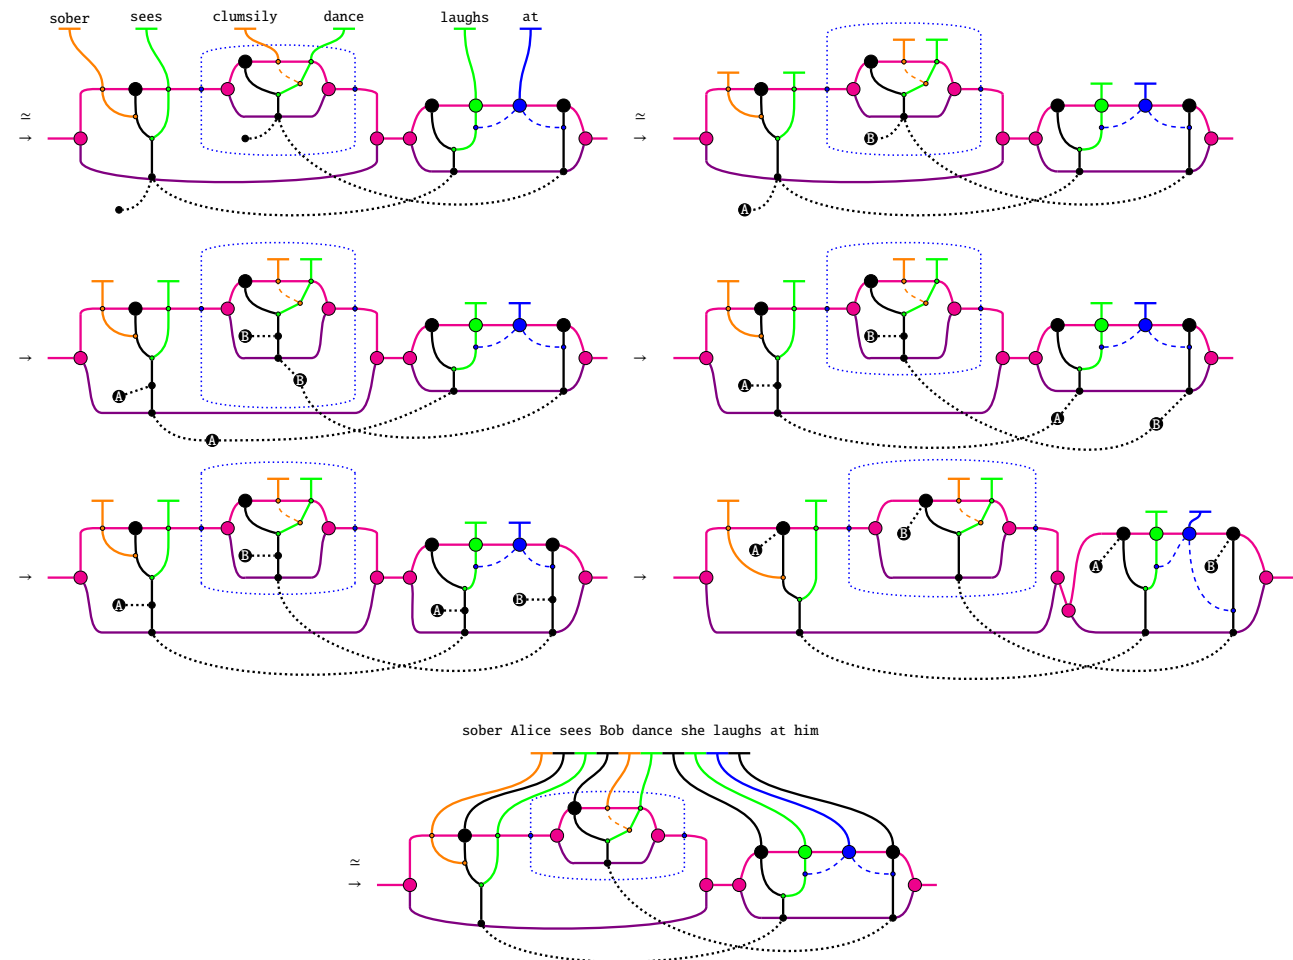 sober sees clumsily dance laughs at
≃ ≃
→ →
B
A
→ →
B B
B
A A
A B
A
→ →
A B A B
B
A A B
sober Alice sees Bob dance she laughs at him
≃
→